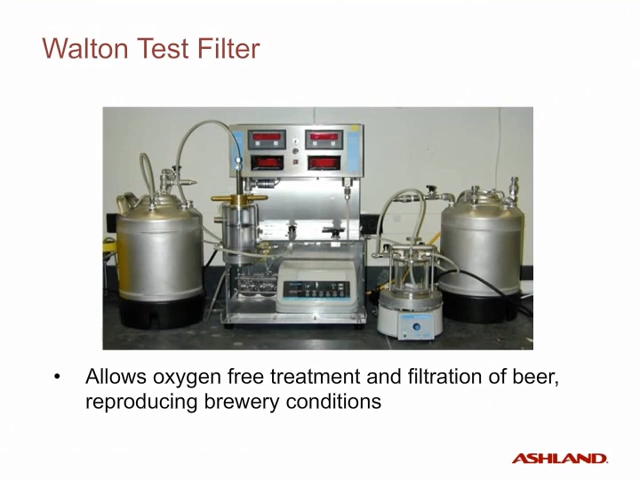 Walton Test Filter
• Allows oxygen free treatment and filtration of beer,
reproducing brewery conditions
ASHLAND.